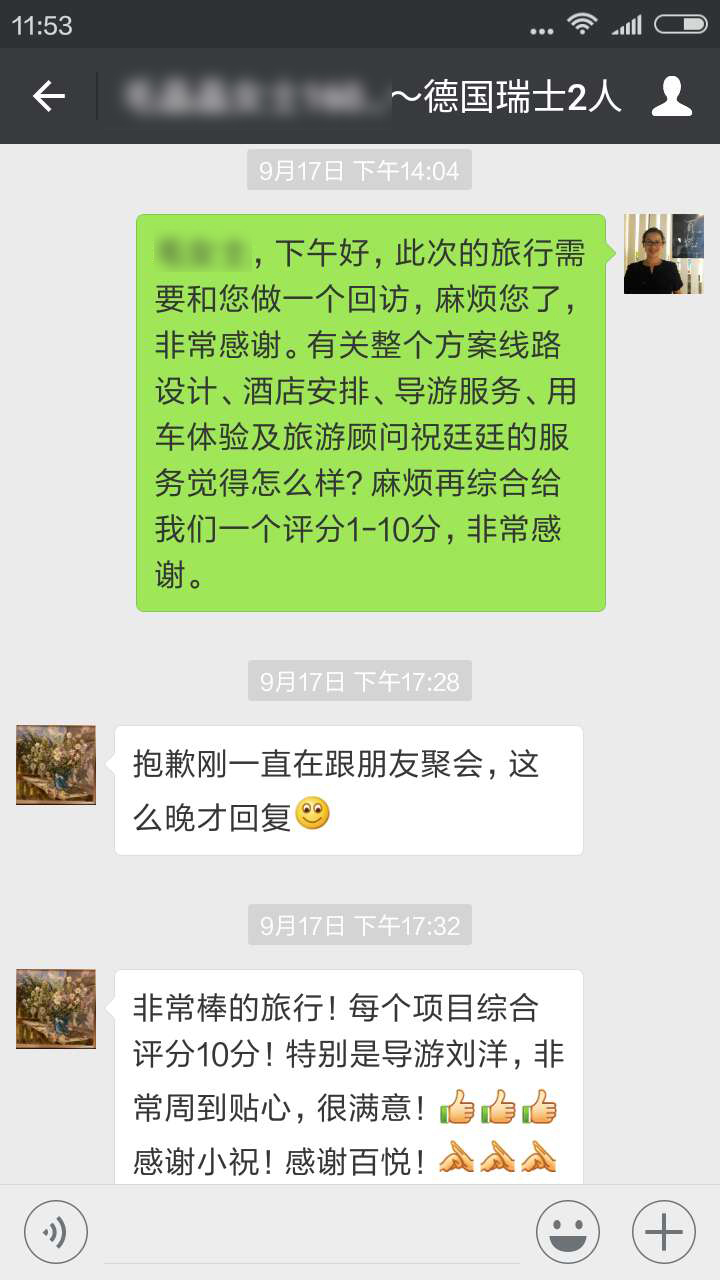 11:53
～德国瑞士2人
9月17日 下午14:04
，下午好，此次的旅行需
要和您做一个回访，麻烦您了，
非常感谢。有关整个方案线路
设计、酒店安排、导游服务、用
车体验及旅游顾问祝廷廷的服
务觉得怎么样？麻烦再综合给
我们一个评分1-10分，非常感
谢。
9月17日 下午17:28
抱歉刚一直在跟朋友聚会，这
么晚才回复
9月17日 下午17:32
非常棒的旅行！每个项目综合
评分10分！特别是导游刘洋，非
常周到贴心，很满意！
感谢小祝！感谢百悦！